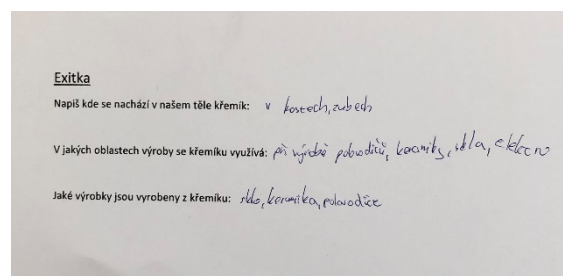 Exitka
Napiš kde se nachází v našem těle křemík: v kostech, zubech
V jakých oblastech výroby se křemíku využívá: při výrobě polovodičů, keramiky, skla, elektro
Jaké výrobky jsou vyrobeny z křemíku: sklo, keramika, polovodiče